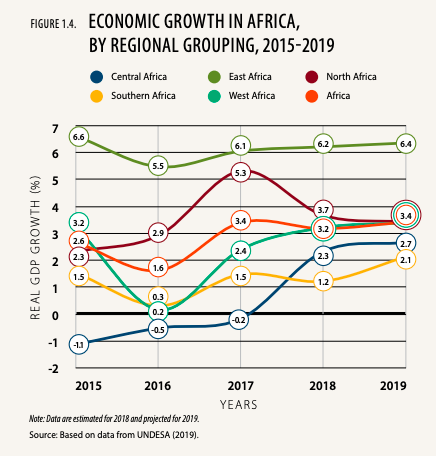 FIGURE 1.4. ECONOMIC GROWTH IN AFRICA,
BY REGIONAL GROUPING, 2015-2019
Central Africa East Africa North Africa
Southern Africa West Africa Africa
REAL GDP GROWTH (%)
7
6
5
4
3
2
1
0
-1
-2
6.6 5.5 6.1 6.2 6.4
3.2 2.9 5.3 3.7 3.4
2.6 1.6 3.4 3.2
2.3 0.2 2.4 2.3 2.7
1.5 0.3 1.5 1.2 2.1
-1.1 -0.5 -0.2
2015 2016 2017 2018 2019
YEARS
Note: Data are estimated for 2018 and projected for 2019.
Source: Based on data from UNDESA (2019).